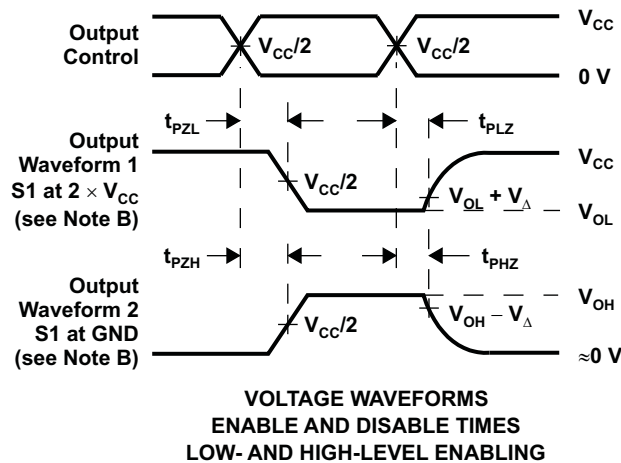 Output
Control
V_CC/2
V_CC/2
V_CC
0 V
t_PZL
t_PLZ
Output
Waveform 1
S1 at 2 × V_CC
(see Note B)
V_CC/2
V_OL + V_Δ
V_CC
V_OL
t_PZH
t_PHZ
Output
Waveform 2
S1 at GND
(see Note B)
V_CC/2
V_OH − V_Δ
V_OH
≈0 V
VOLTAGE WAVEFORMS
ENABLE AND DISABLE TIMES
LOW- AND HIGH-LEVEL ENABLING